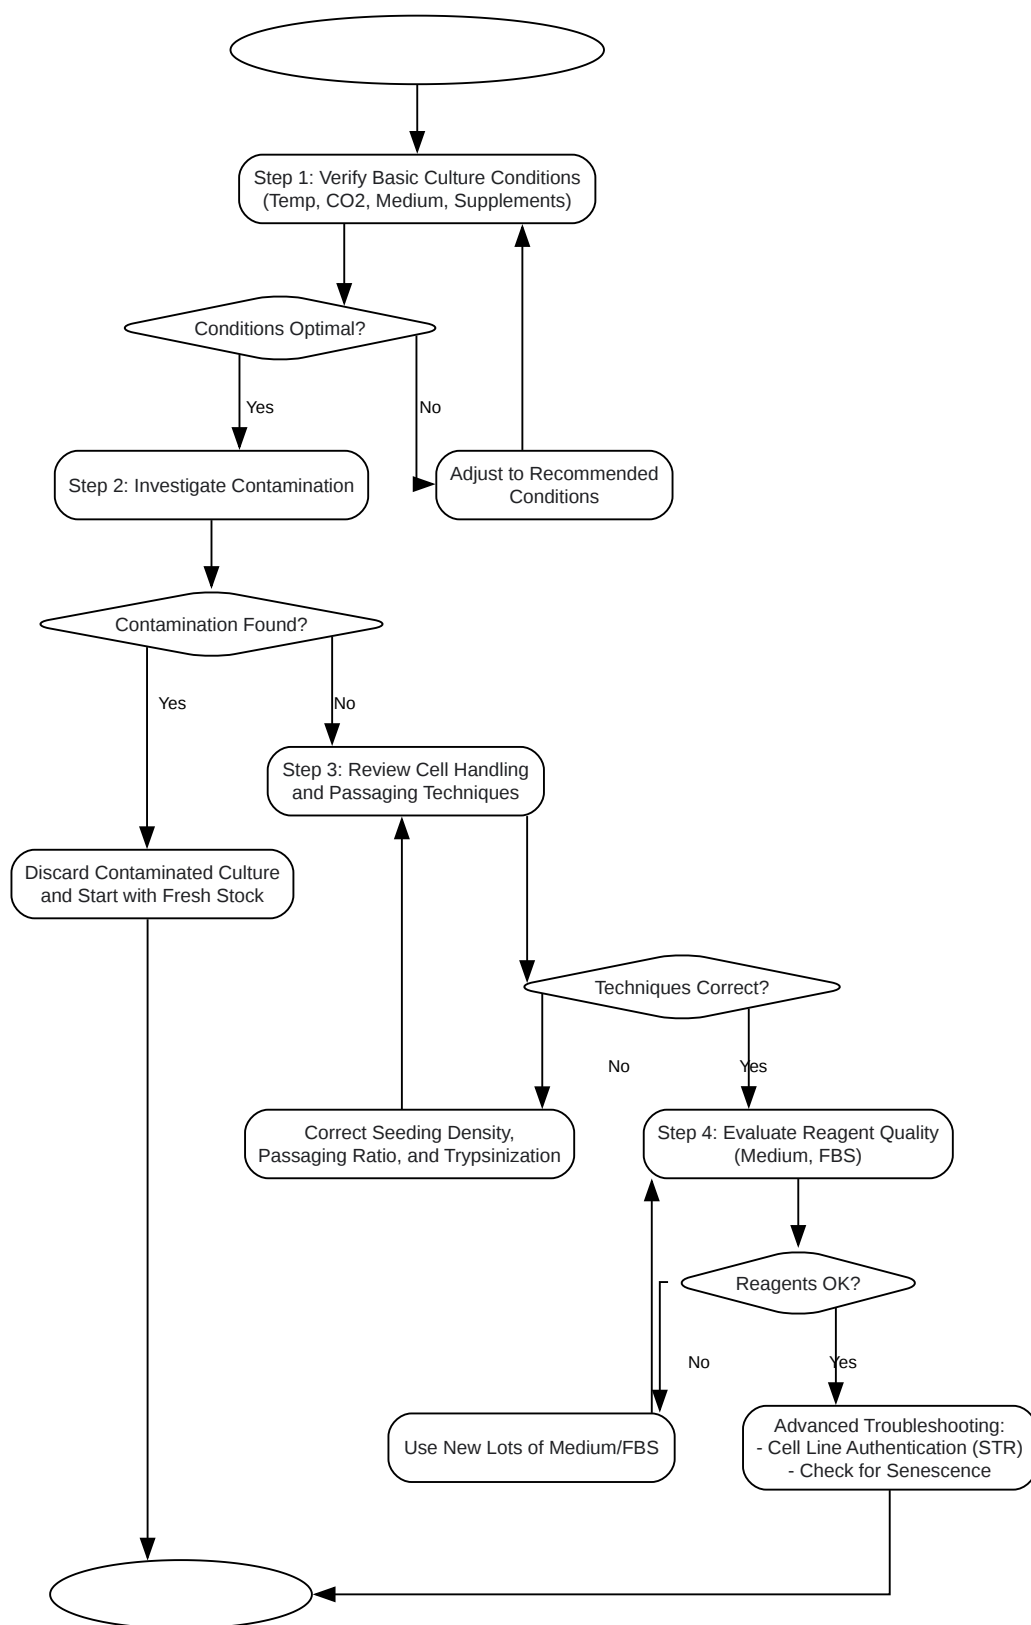 Step 1: Verify Basic Culture Conditions
(Temp, CO2, Medium, Supplements)
Conditions Optimal?
Yes
No
Step 2: Investigate Contamination
Adjust to Recommended
Conditions
Contamination Found?
Yes
No
Step 3: Review Cell Handling
and Passaging Techniques
Discard Contaminated Culture
and Start with Fresh Stock
Techniques Correct?
No
Yes
Correct Seeding Density,
Passaging Ratio, and Trypsinization
Step 4: Evaluate Reagent Quality
(Medium, FBS)
Reagents OK?
No
Yes
Use New Lots of Medium/FBS
Advanced Troubleshooting:
- Cell Line Authentication (STR)
- Check for Senescence